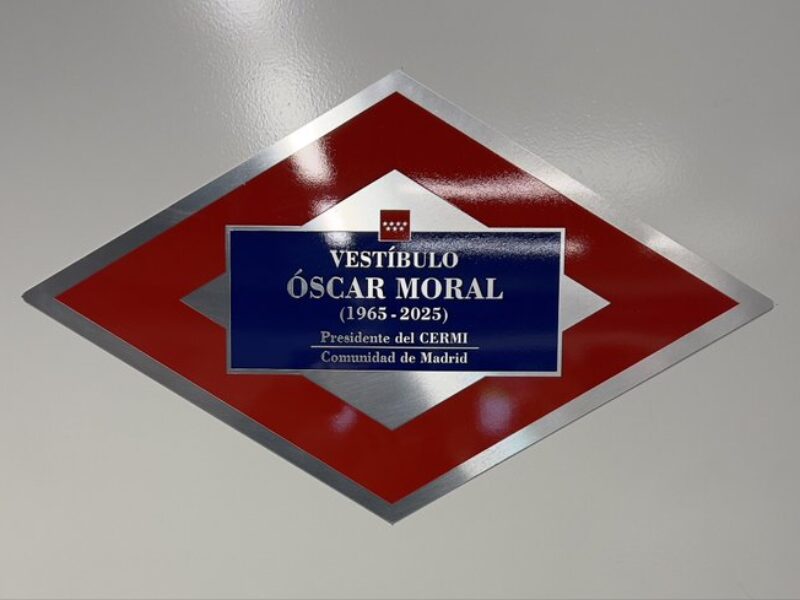 VESTÍBULO
ÓSCAR MORAL
(1965-2025)
Presidente del CERMI
Comunidad de Madrid